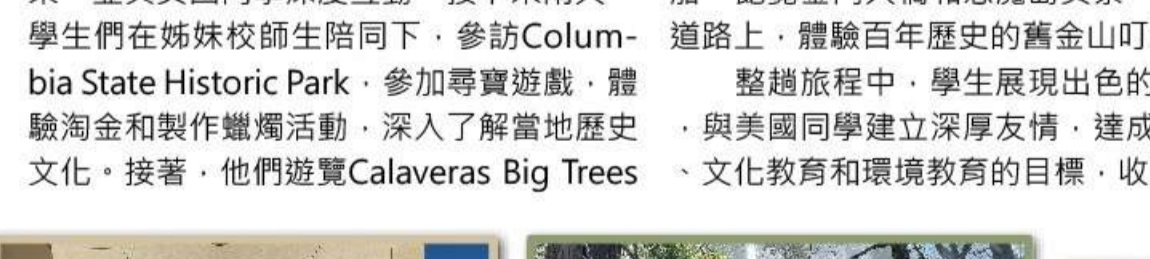 學生們在姊妹校師生陪同下，參訪Colum-
bia State Historic Park，參加尋寶遊戲，體
驗淘金和製作蠟燭活動，深入了解當地歷史
文化。接著，他們遊覽Calaveras Big Trees
道路上，體驗百年歷史的舊金山叮
整趟旅程中，學生展現出色的
，與美國同學建立深厚友情，達成
、文化教育和環境教育的目標，收